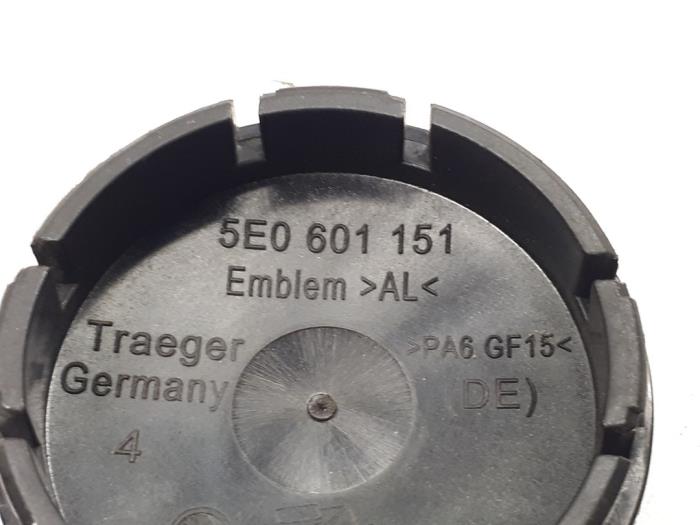 5E0 601 151
Emblem >AL<
Traeger
Germany
>PA6 GF15<
(DE)
4